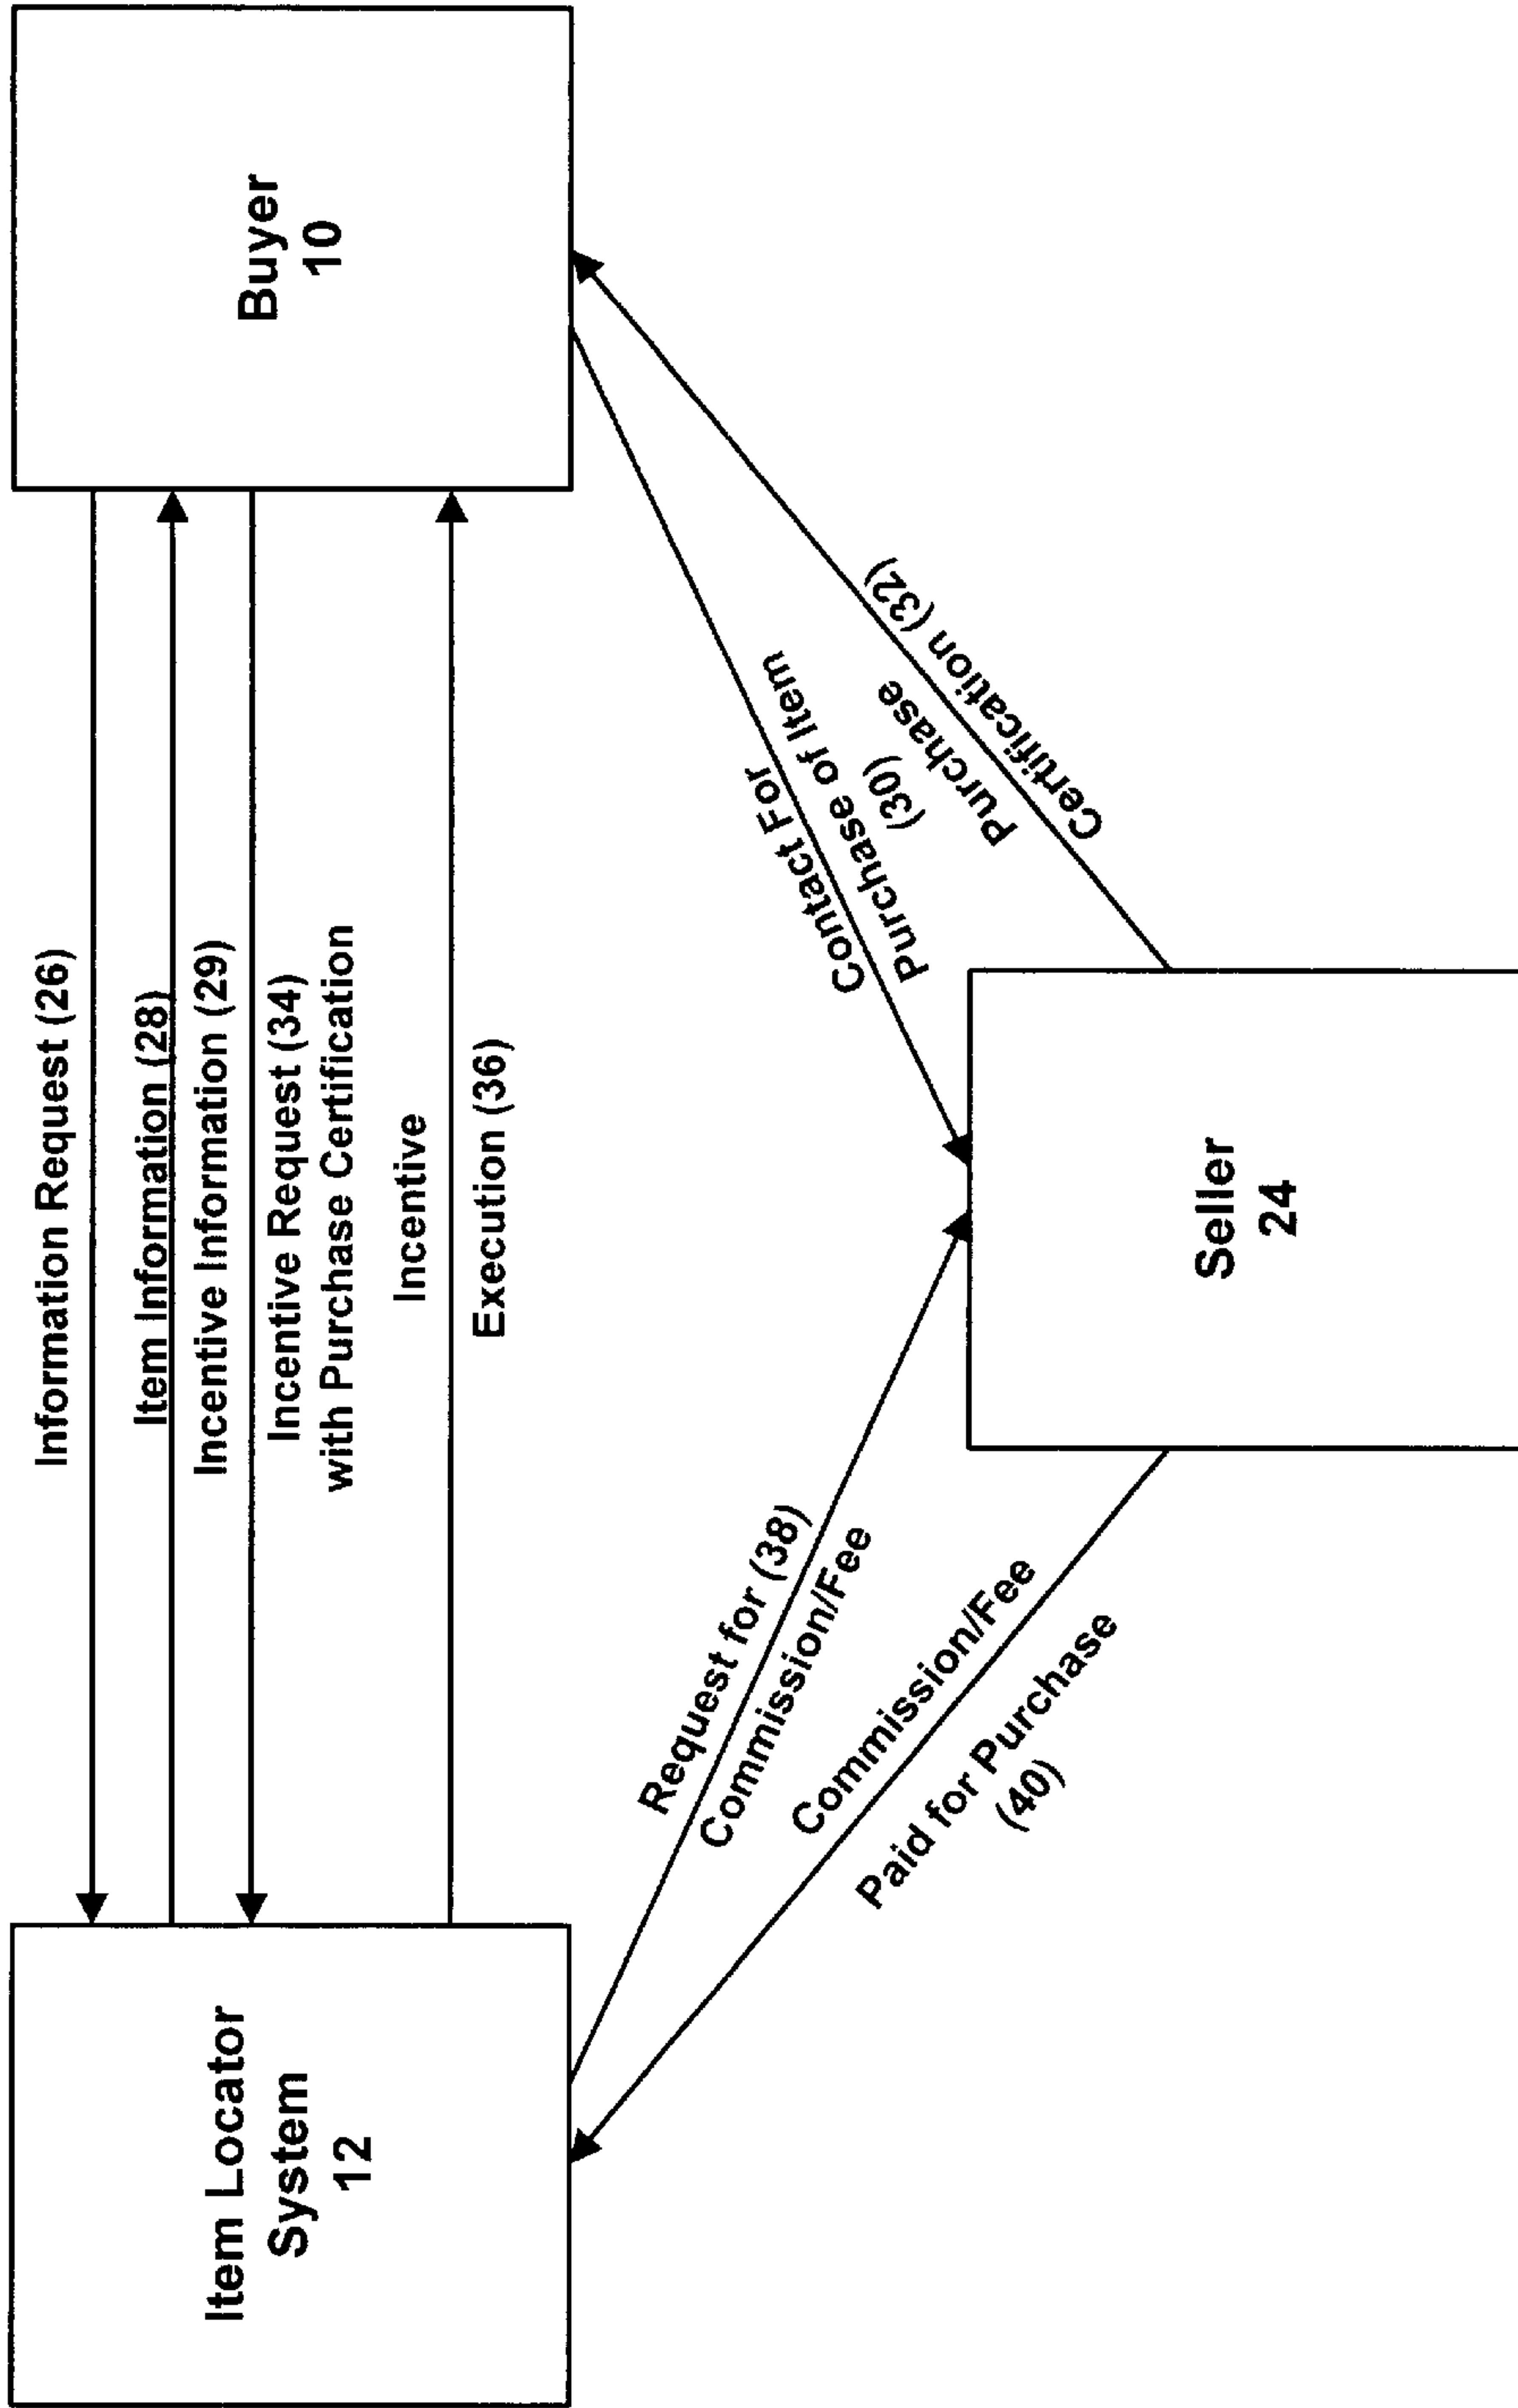 Item Locator
System
12
Information Request (26)
Item Information (28)
Incentive Information (29)
Incentive Request (34)
with Purchase Certification
Incentive
Execution (36)
Buyer
10
Request for (38)
Commission/Fee
Commission/Fee
Paid for Purchase
(40)
Contact For
Purchase of Item
(30)
Purchase
Certification (32)
Seller
24